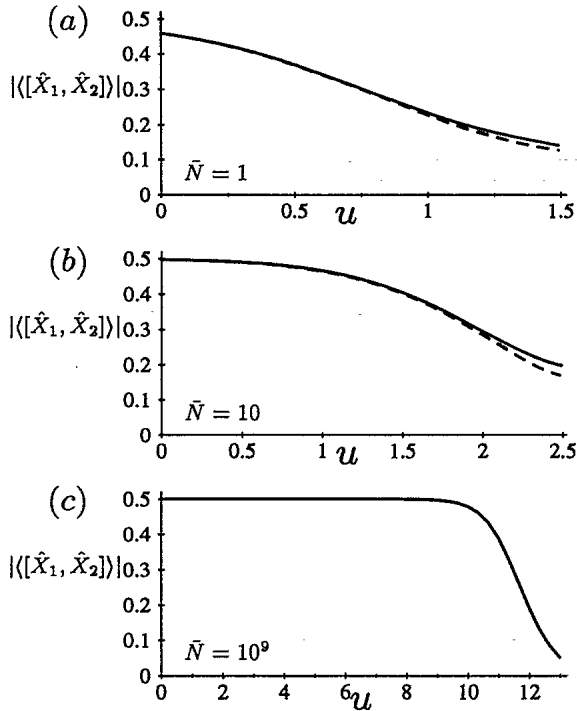 (a)
0.5
0.4
|⟨[X̂₁, X̂₂]⟩| 0.3
0.2
0.1
N̄ = 1
0
0 0.5 1 1.5
u
(b)
0.5
0.4
|⟨[X̂₁, X̂₂]⟩| 0.3
0.2
0.1
N̄ = 10
0
0 0.5 1 1.5 2 2.5
u
(c)
0.5
0.4
|⟨[X̂₁, X̂₂]⟩| 0.3
0.2
0.1
N̄ = 10⁹
0
0 2 4 6 8 10 12
u